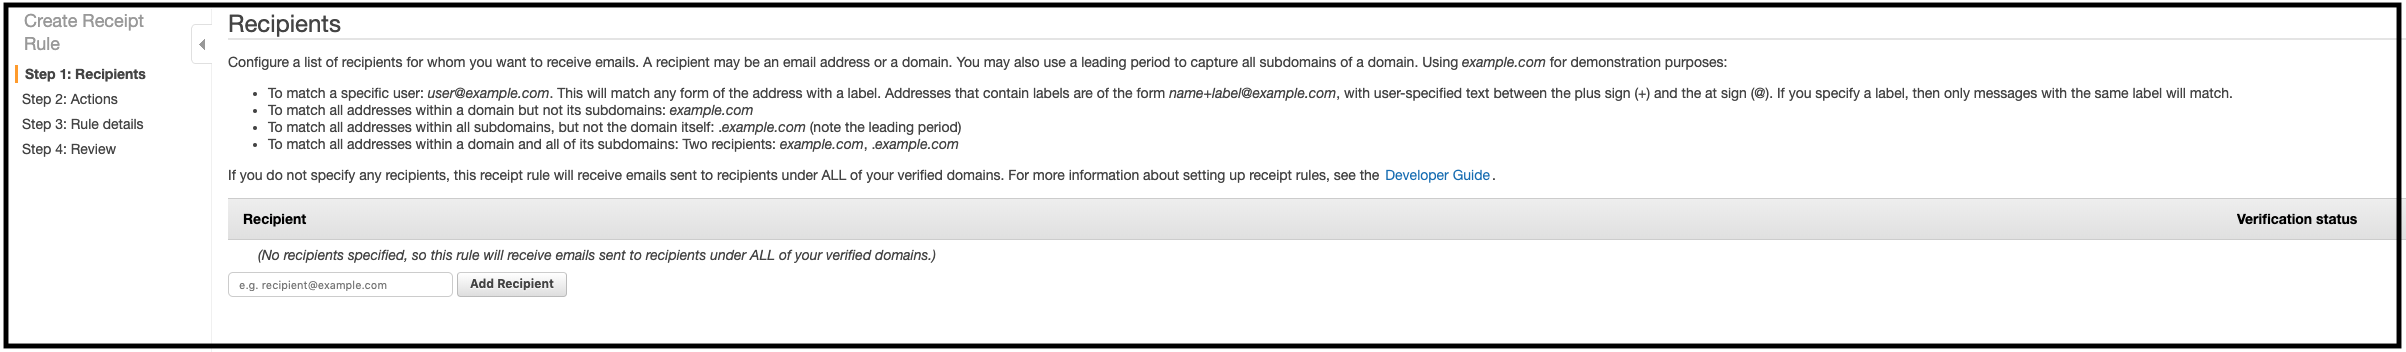 Create Receipt
Rule
Step 1: Recipients
Step 2: Actions
Step 3: Rule details
Step 4: Review
Recipients
Configure a list of recipients for whom you want to receive emails. A recipient may be an email address or a domain. You may also use a leading period to capture all subdomains of a domain. Using example.com for demonstration purposes:
• To match a specific user: user@example.com. This will match any form of the address with a label. Addresses that contain labels are of the form name+label@example.com, with user-specified text between the plus sign (+) and the at sign (@). If you specify a label, then only messages with the same label will match.
• To match all addresses within a domain but not its subdomains: example.com
• To match all addresses within all subdomains, but not the domain itself: .example.com (note the leading period)
• To match all addresses within a domain and all of its subdomains: Two recipients: example.com, .example.com
If you do not specify any recipients, this receipt rule will receive emails sent to recipients under ALL of your verified domains. For more information about setting up receipt rules, see the Developer Guide.
Recipient Verification status
(No recipients specified, so this rule will receive emails sent to recipients under ALL of your verified domains.)
e.g. recipient@example.com Add Recipient